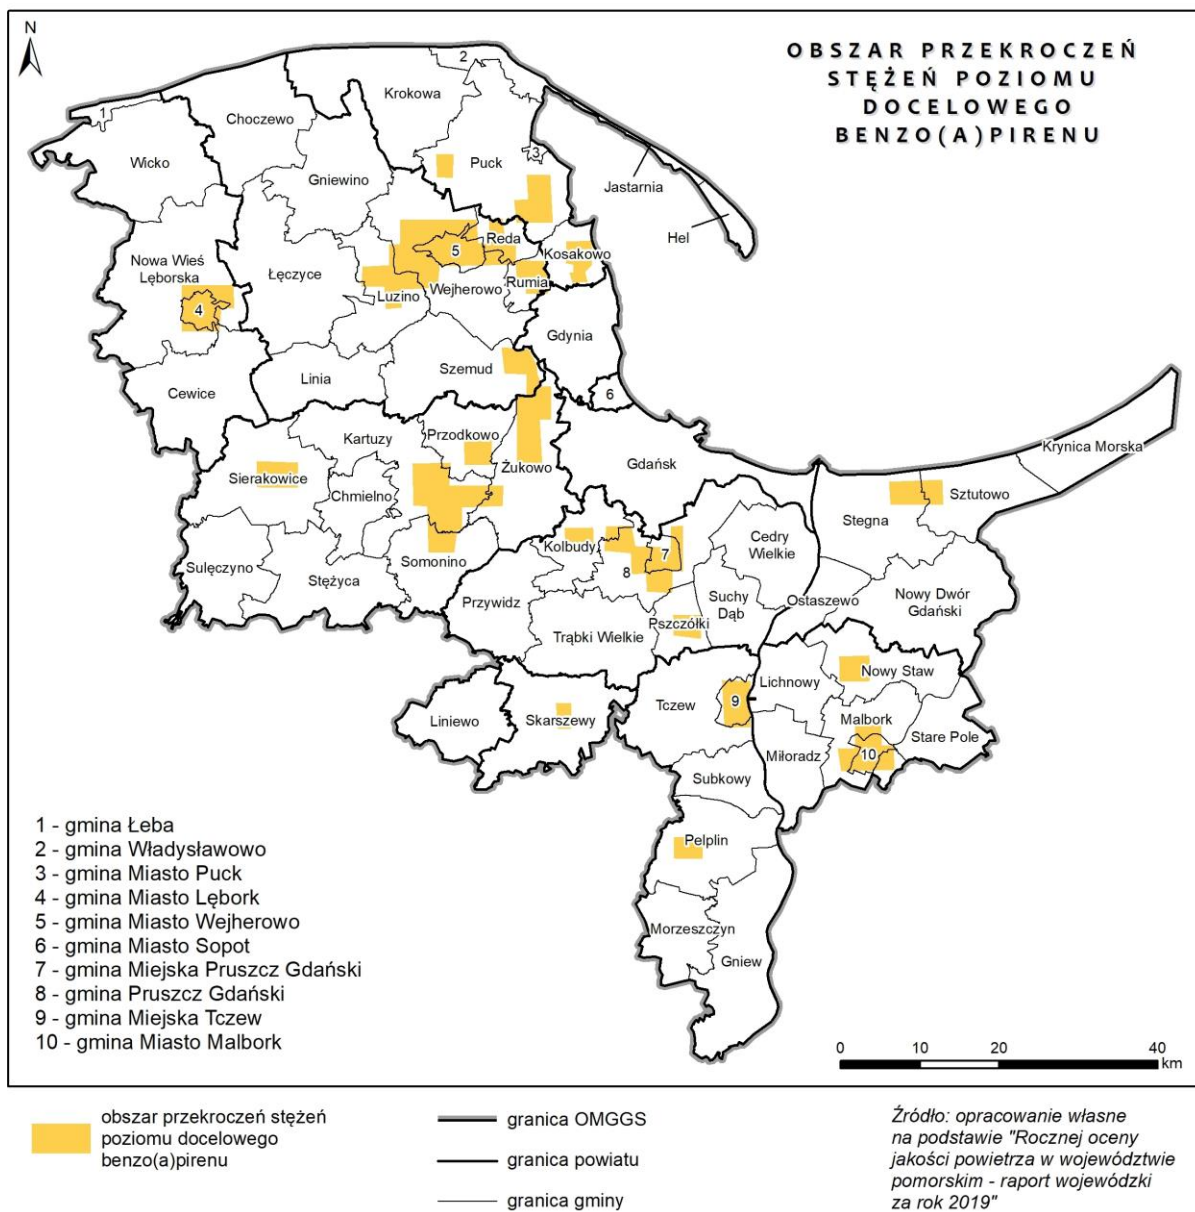 N
OBSZAR PRZEKROCZEŃ
STĘŻEŃ POZIOMU
DOCELOWEGO
BENZO(A)PIRENU
2
Krokowa
1
Choczewo
Wicko
Puck
3
Gniewino
Jastarnia
Hel
Reda
5
Kosakowo
Nowa Wieś
Lęborska
Łęczyce
Wejherowo
Rumia
Luzino
4
Gdynia
Szemud
Linia
Cewice
6
Kartuzy
Przodkowo
Krynica Morska
Gdańsk
Żukowo
Sierakowice
Chmielno
Sztutowo
Stegna
Cedry
Wielkie
Kolbudy
7
Somonino
8
Sulęczyno
Stężyca
Suchy
Dąb
Ostaszewo
Nowy Dwór
Gdański
Przywidz
Pszczółki
Trąbki Wielkie
Lichnowy
Nowy Staw
Liniewo
Skarszewy
Tczew
9
Malbork
Stare Pole
Miłoradz
10
Subkowy
Pelplin
Morzeszczyn
Gniew
1 - gmina Łeba
2 - gmina Władysławowo
3 - gmina Miasto Puck
4 - gmina Miasto Lębork
5 - gmina Miasto Wejherowo
6 - gmina Miasto Sopot
7 - gmina Miejska Pruszcz Gdański
8 - gmina Pruszcz Gdański
9 - gmina Miejska Tczew
10 - gmina Miasto Malbork
0 10 20 40
km
obszar przekroczeń stężeń
poziomu docelowego
benzo(a)pirenu
granica OMGGS
granica powiatu
granica gminy
Źródło: opracowanie własne
na podstawie "Rocznej oceny
jakości powietrza w województwie
pomorskim - raport wojewódzki
za rok 2019"